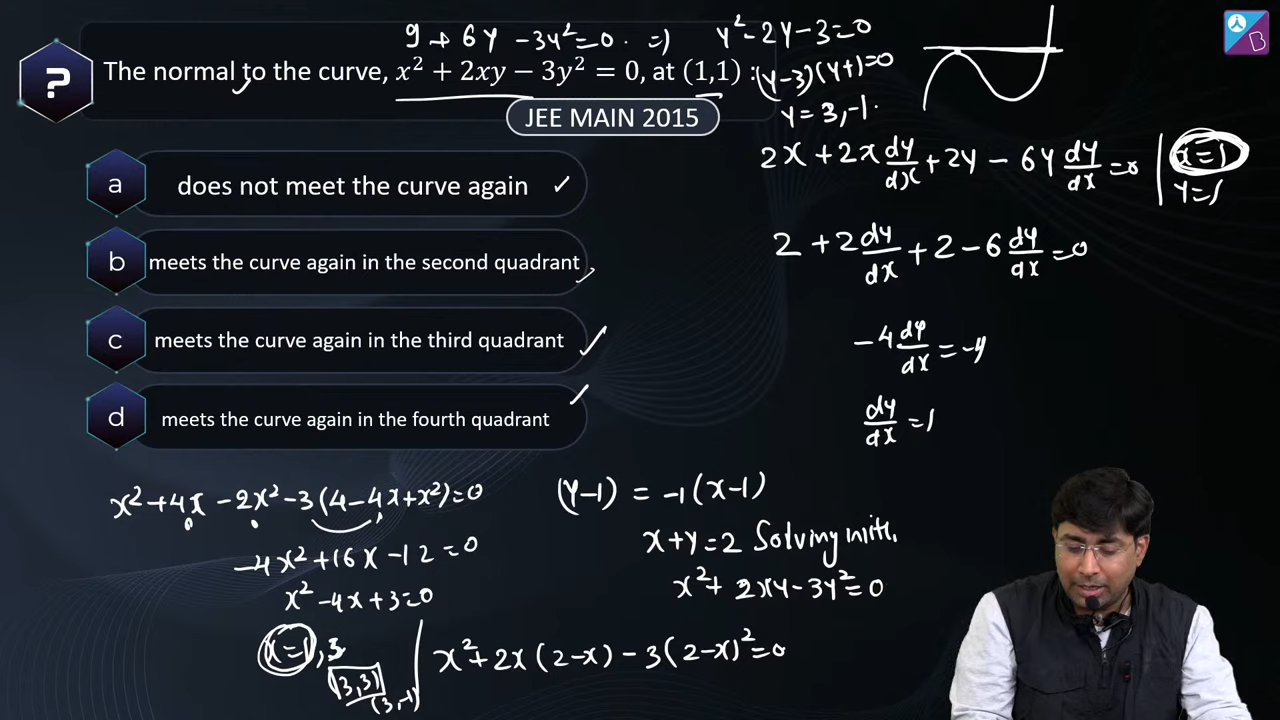 9 + 6y - 3y² = 0. ⇒ y² - 2y - 3 = 0
?
The normal to the curve, x² + 2xy − 3y² = 0, at (1,1) :
(y-3)(y+1)=0
y = 3, -1.
JEE MAIN 2015
a does not meet the curve again ✓
b meets the curve again in the second quadrant
c meets the curve again in the third quadrant ✓
d meets the curve again in the fourth quadrant
2x + 2x dy/dx + 2y - 6y dy/dx = 0 | x=1
y=1
2 + 2 dy/dx + 2 - 6 dy/dx = 0
-4 dy/dx = -4
dy/dx = 1
(y-1) = -1(x-1)
x+y=2 Solving with
x² + 2xy - 3y² = 0
x² + 2x(2-x) - 3(2-x)² = 0
x² + 4x - 2x² - 3(4 - 4x + x²) = 0
-4x² + 16x - 12 = 0
x² - 4x + 3 = 0
x=1, 3
(3,3)
(3,-1)
B